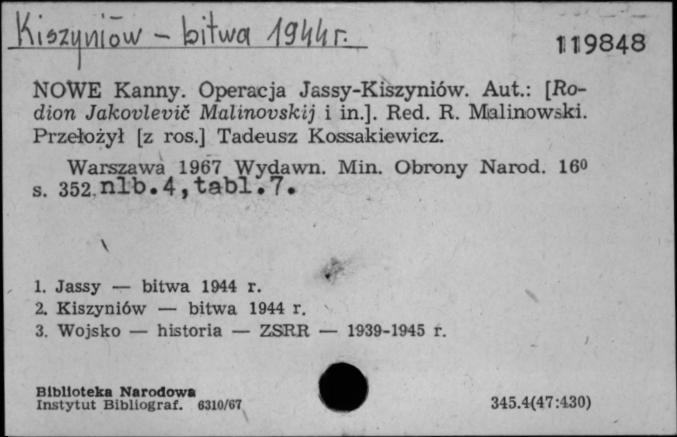 Kiszyniów - bitwa 1944 r.
119848
NOWE Kanny. Operacja Jassy-Kiszyniów. Aut.: [Ro-
dion Jakovlevič Malinovskij i in.]. Red. R. Malinowski.
Przełożył [z ros.] Tadeusz Kossakiewicz.
Warszawa 1967 Wydawn. Min. Obrony Narod. 16⁰
s. 352, nlb.4, tabl.7.
1. Jassy — bitwa 1944 r.
2. Kiszyniów — bitwa 1944 r.
3. Wojsko — historia — ZSRR — 1939-1945 r.
Biblioteka Narodowa
Instytut Bibliograf. 6310/67
345.4(47:430)